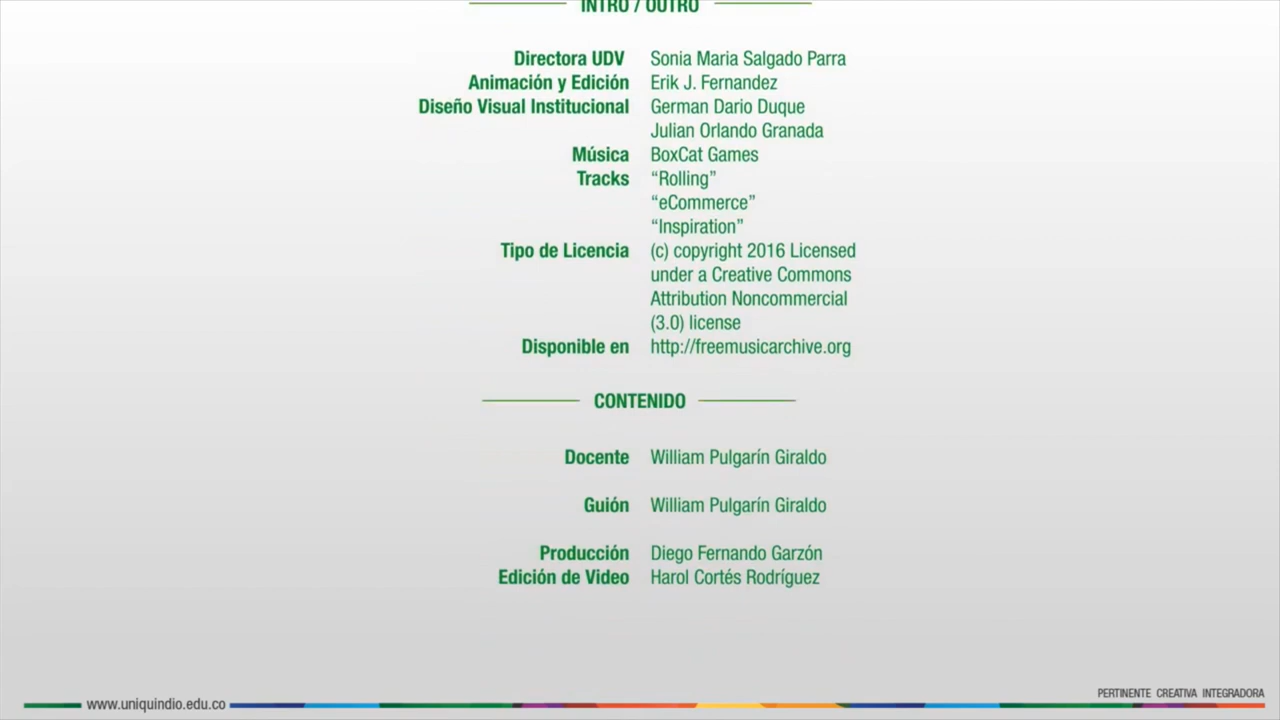 INTRO / OUTRO
Directora UDV Sonia Maria Salgado Parra
Animación y Edición Erik J. Fernandez
Diseño Visual Institucional German Dario Duque
Julian Orlando Granada
Música BoxCat Games
Tracks “Rolling”
“eCommerce”
“Inspiration”
Tipo de Licencia (c) copyright 2016 Licensed
under a Creative Commons
Attribution Noncommercial
(3.0) license
Disponible en http://freemusicarchive.org
CONTENIDO
Docente William Pulgarín Giraldo
Guión William Pulgarín Giraldo
Producción Diego Fernando Garzón
Edición de Video Harol Cortés Rodríguez
PERTINENTE CREATIVA INTEGRADORA
www.uniquindio.edu.co